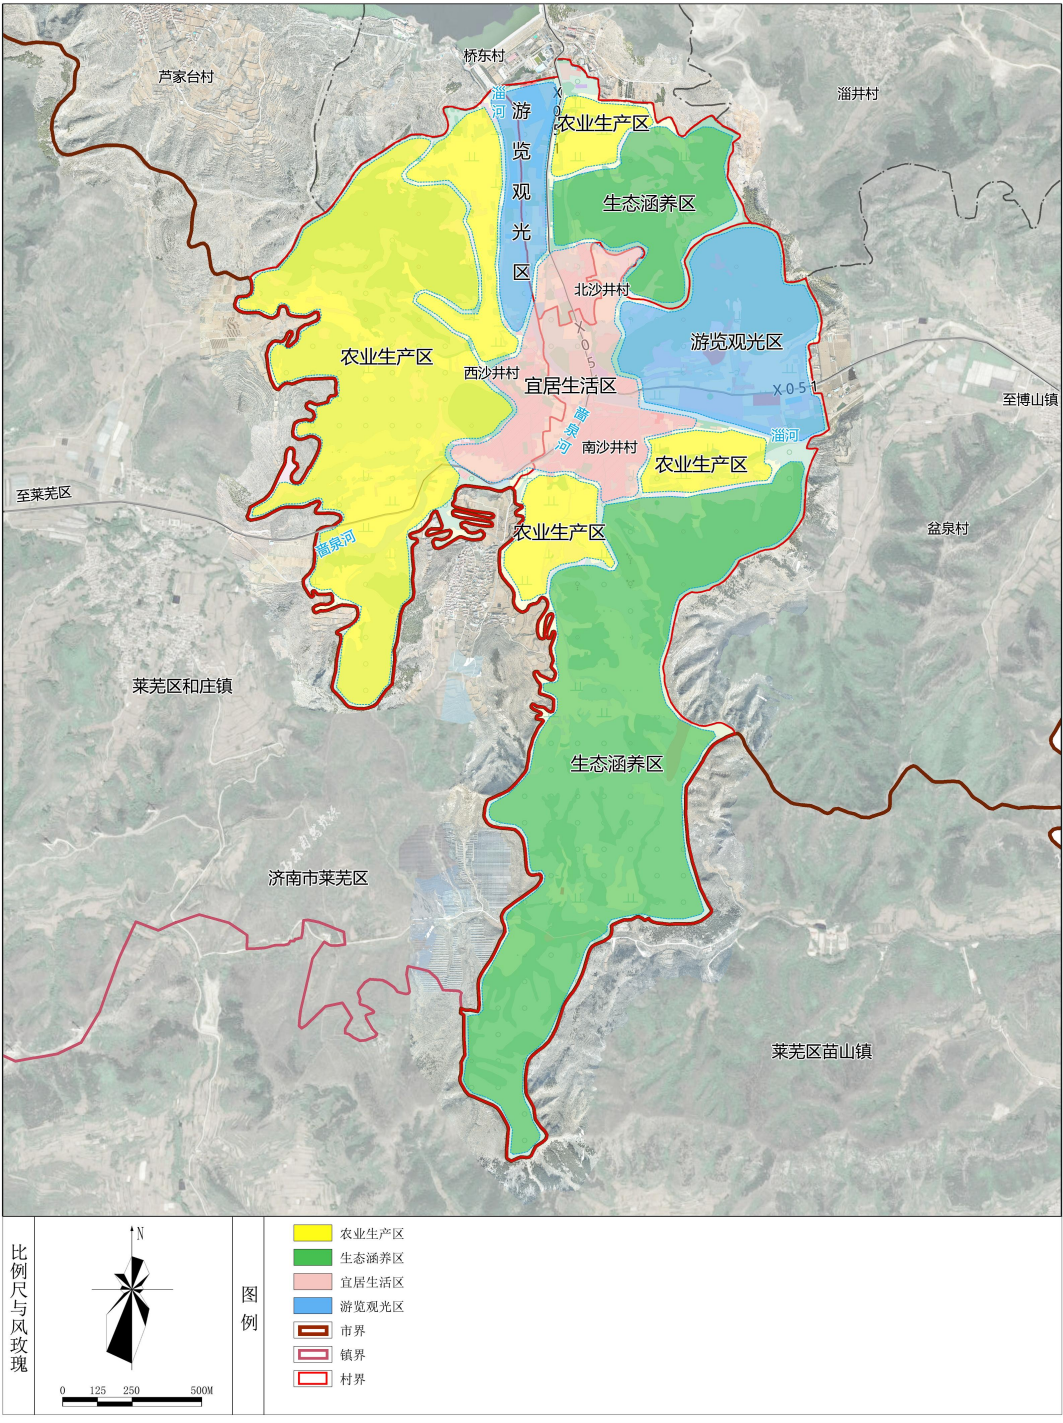 桥东村
芦家台村
淄井村
淄河
游览观光区
X051
农业生产区
生态涵养区
北沙井村
游览观光区
农业生产区
西沙井村
宜居生活区
X05
X051
至博山镇
蔷泉河
南沙井村
淄河
农业生产区
至莱芜区
农业生产区
盆泉村
蔷泉河
莱芜区和庄镇
生态涵养区
济南市莱芜区
莱芜区苗山镇
比例尺与风玫瑰
N
0 125 250 500M
图例
农业生产区
生态涵养区
宜居生活区
游览观光区
市界
镇界
村界